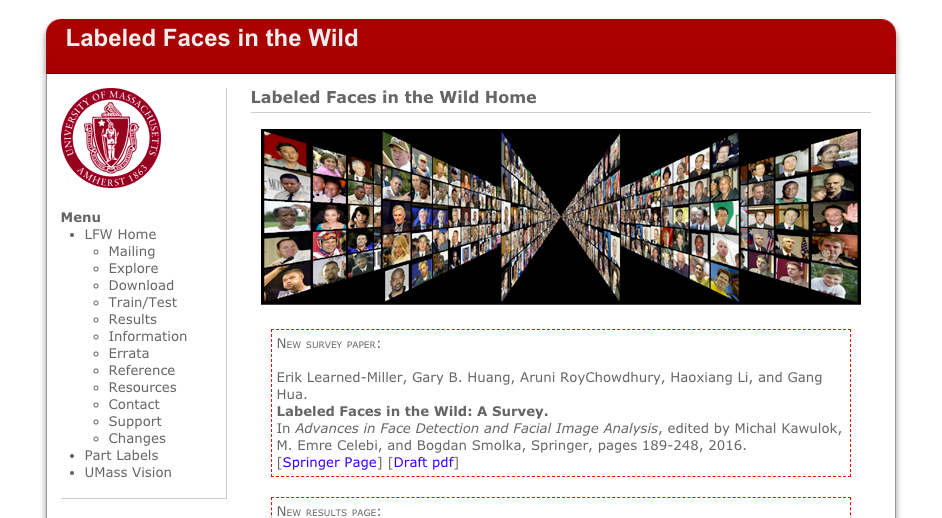 Labeled Faces in the Wild
UNIVERSITY OF MASSACHUSETTS
AMHERST 1863
Menu
LFW Home
Mailing
Explore
Download
Train/Test
Results
Information
Errata
Reference
Resources
Contact
Support
Changes
Part Labels
UMass Vision
Labeled Faces in the Wild Home
New survey paper:
Erik Learned-Miller, Gary B. Huang, Aruni RoyChowdhury, Haoxiang Li, and Gang
Hua.
Labeled Faces in the Wild: A Survey.
In Advances in Face Detection and Facial Image Analysis, edited by Michal Kawulok,
M. Emre Celebi, and Bogdan Smolka, Springer, pages 189-248, 2016.
[Springer Page] [Draft pdf]
New results page: